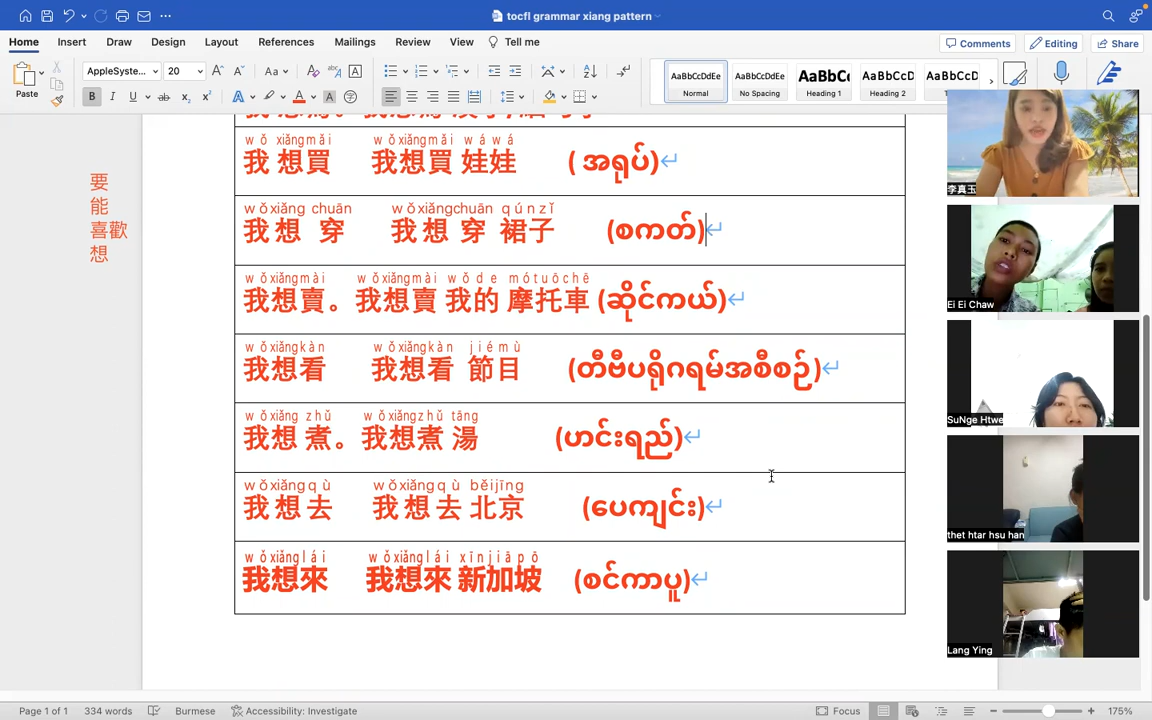 tocfl grammar xiang pattern
Home Insert Draw Design Layout References Mailings Review View Tell me Comments Editing Share
Paste AppleSyste... 20 Aa A B I U ab x₂ x² A A A
AaBbCcDdEe AaBbCcDdEe AaBbC AaBbCcD AaBbCcD
Normal No Spacing Heading 1 Heading 2
wǒ xiǎngmǎi wǒxiǎngmǎi wáwá
我 想買 我想買 娃娃 ( အရုပ်)
wǒxiǎng chuān wǒxiǎngchuān qúnzǐ
我 想 穿 我 想 穿 裙子 (စကတ်)
wǒxiǎngmài wǒxiǎngmài wǒde mótuōchē
我想賣。 我想賣 我的 摩托車 (ဆိုင်ကယ်)
wǒxiǎngkàn wǒxiǎngkàn jiémù
我想看 我想看 節目 (တီဗီပရိုဂရမ်အစီစဉ်)
wǒxiǎng zhǔ wǒxiǎngzhǔ tāng
我想 煮。 我想煮 湯 (ဟင်းရည်)
wǒxiǎngqù wǒxiǎngqù běijīng
我想去 我想去 北京 (ပေကျင်း)
wǒxiǎnglái wǒxiǎnglái xīnjiāpō
我想來 我想來 新加坡 (စင်ကာပူ)
要
能
喜歡
想
李真玉
Ei Ei Chaw
SuNge Htwe
thet htar hsu han
Lang Ying
Page 1 of 1 334 words Burmese Accessibility: Investigate Focus 175%